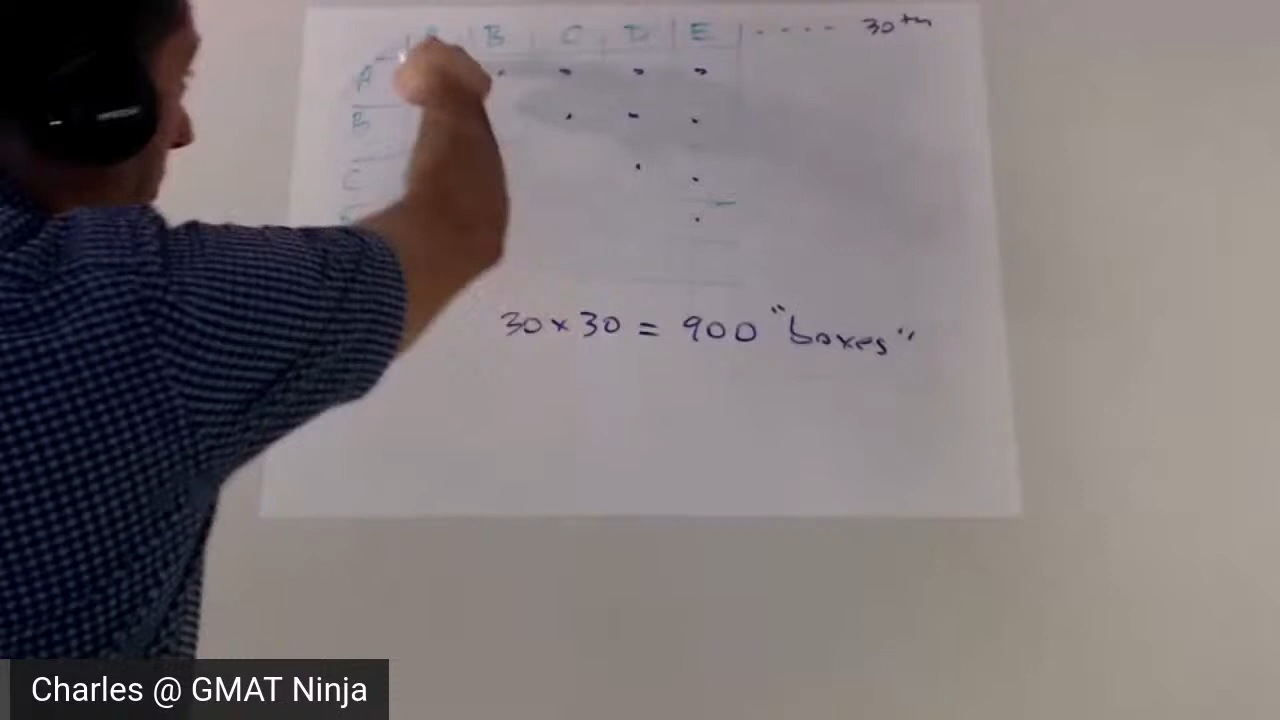 B C D E .... 30th
A
B
C
30 x 30 = 900 "boxes"
Charles @ GMAT Ninja